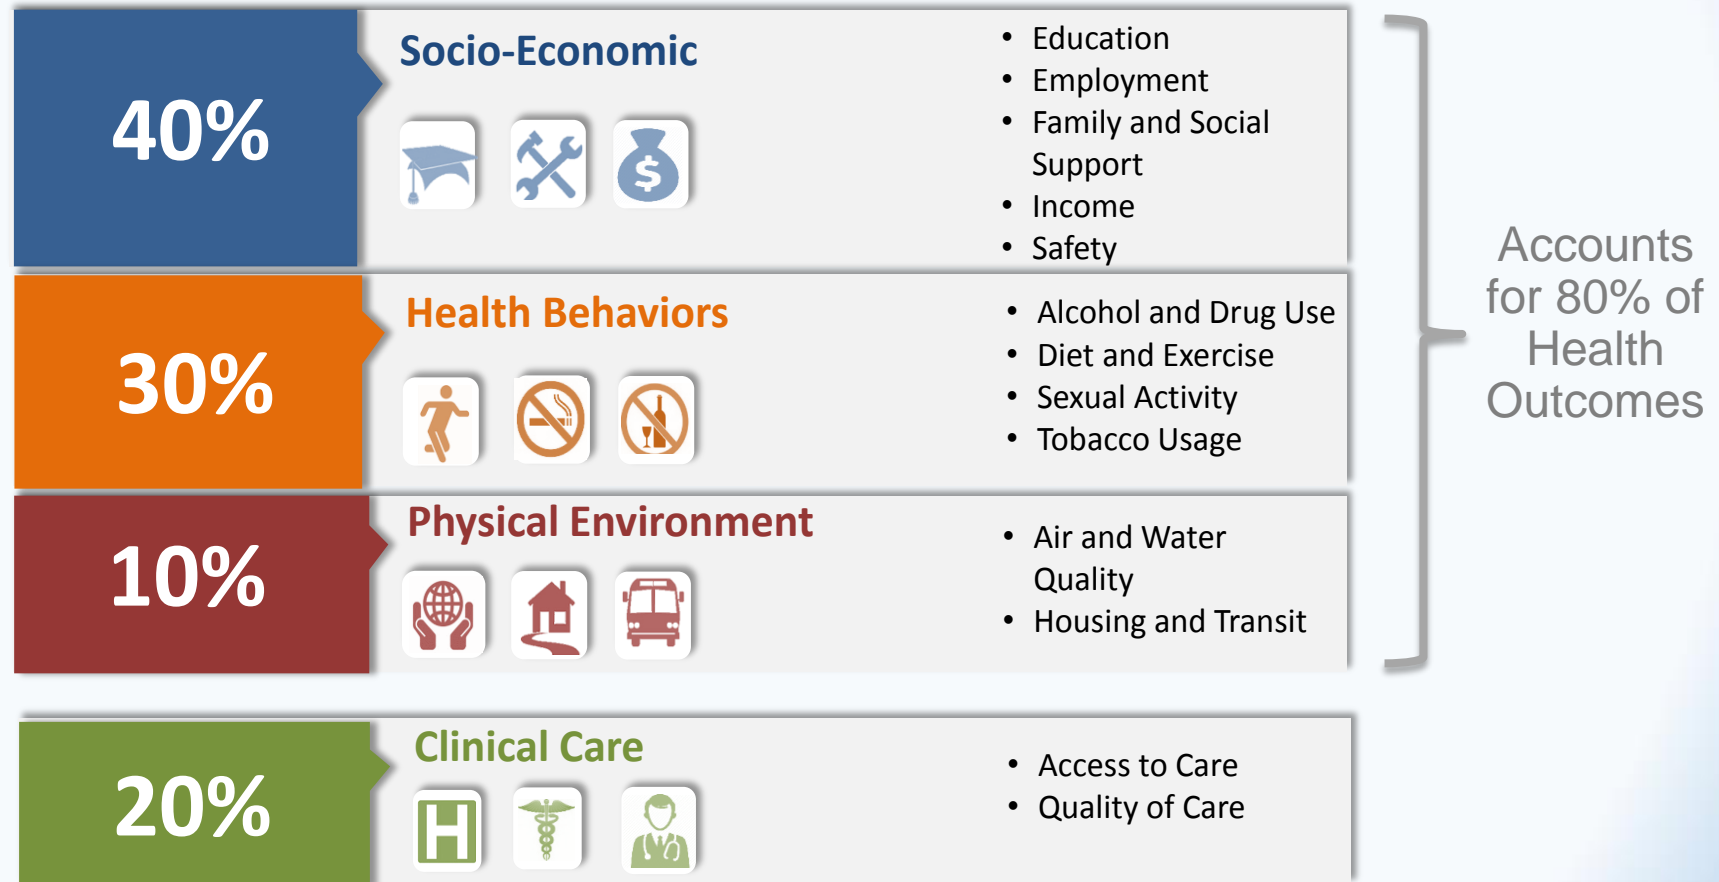 40%
Socio-Economic
• Education
• Employment
• Family and Social
Support
• Income
• Safety
30%
Health Behaviors
• Alcohol and Drug Use
• Diet and Exercise
• Sexual Activity
• Tobacco Usage
10%
Physical Environment
• Air and Water
Quality
• Housing and Transit
Accounts
for 80% of
Health
Outcomes
20%
Clinical Care
H
• Access to Care
• Quality of Care